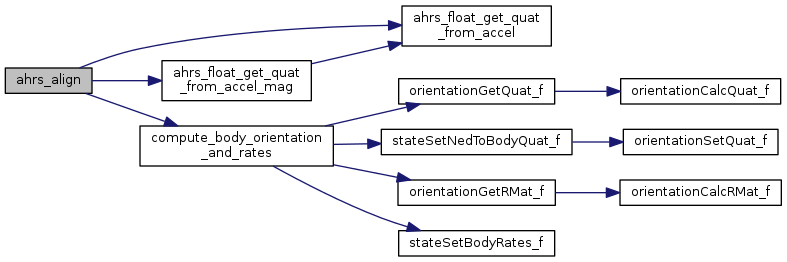 ahrs_align
ahrs_float_get_quat
_from_accel
ahrs_float_get_quat
_from_accel_mag
compute_body_orientation
_and_rates
orientationGetQuat_f
orientationCalcQuat_f
stateSetNedToBodyQuat_f
orientationSetQuat_f
orientationGetRMat_f
orientationCalcRMat_f
stateSetBodyRates_f